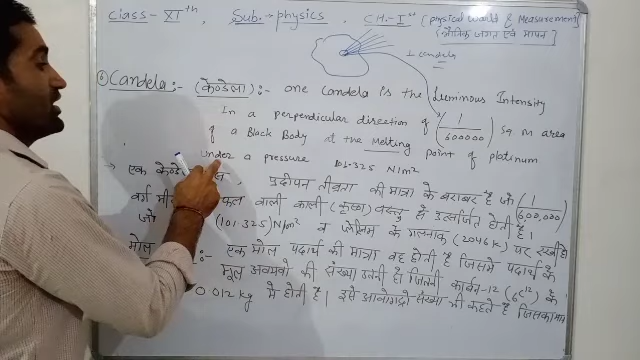 Class - XIth Sub:- physics CH-Ist (physical World & Measurement)
(भौतिक जगत एवं मापन]
1 candela
⑥ Candela:- (केण्डेला):- one Candela is the Luminous Intensity
In a perpendicular direction of (1/600000) sq m area
of a Black Body at the Melting point of platinum
Under a pressure 101.325 N/m²
→ एक प्रदीपन तीव्रता की मात्रा के बराबर है जो (1/600,000)
वर्ग वाली काली (कृष्ण) वस्तु से उत्सर्जित होती है।
जो (101.325) N/m² व प्लेटिनम के गलनांक (2046K) पर रखी हो
मोल :- एक मोल पदार्थ की मात्रा वह होती है जिसमे पदार्थ के
मूल अवयवो की संख्या उतनी हो जितनी कार्बन-12 (6C12) के
0.012 kg मे होती है। इसे आवोगाद्रो संख्या भी कहते है जिसका मान